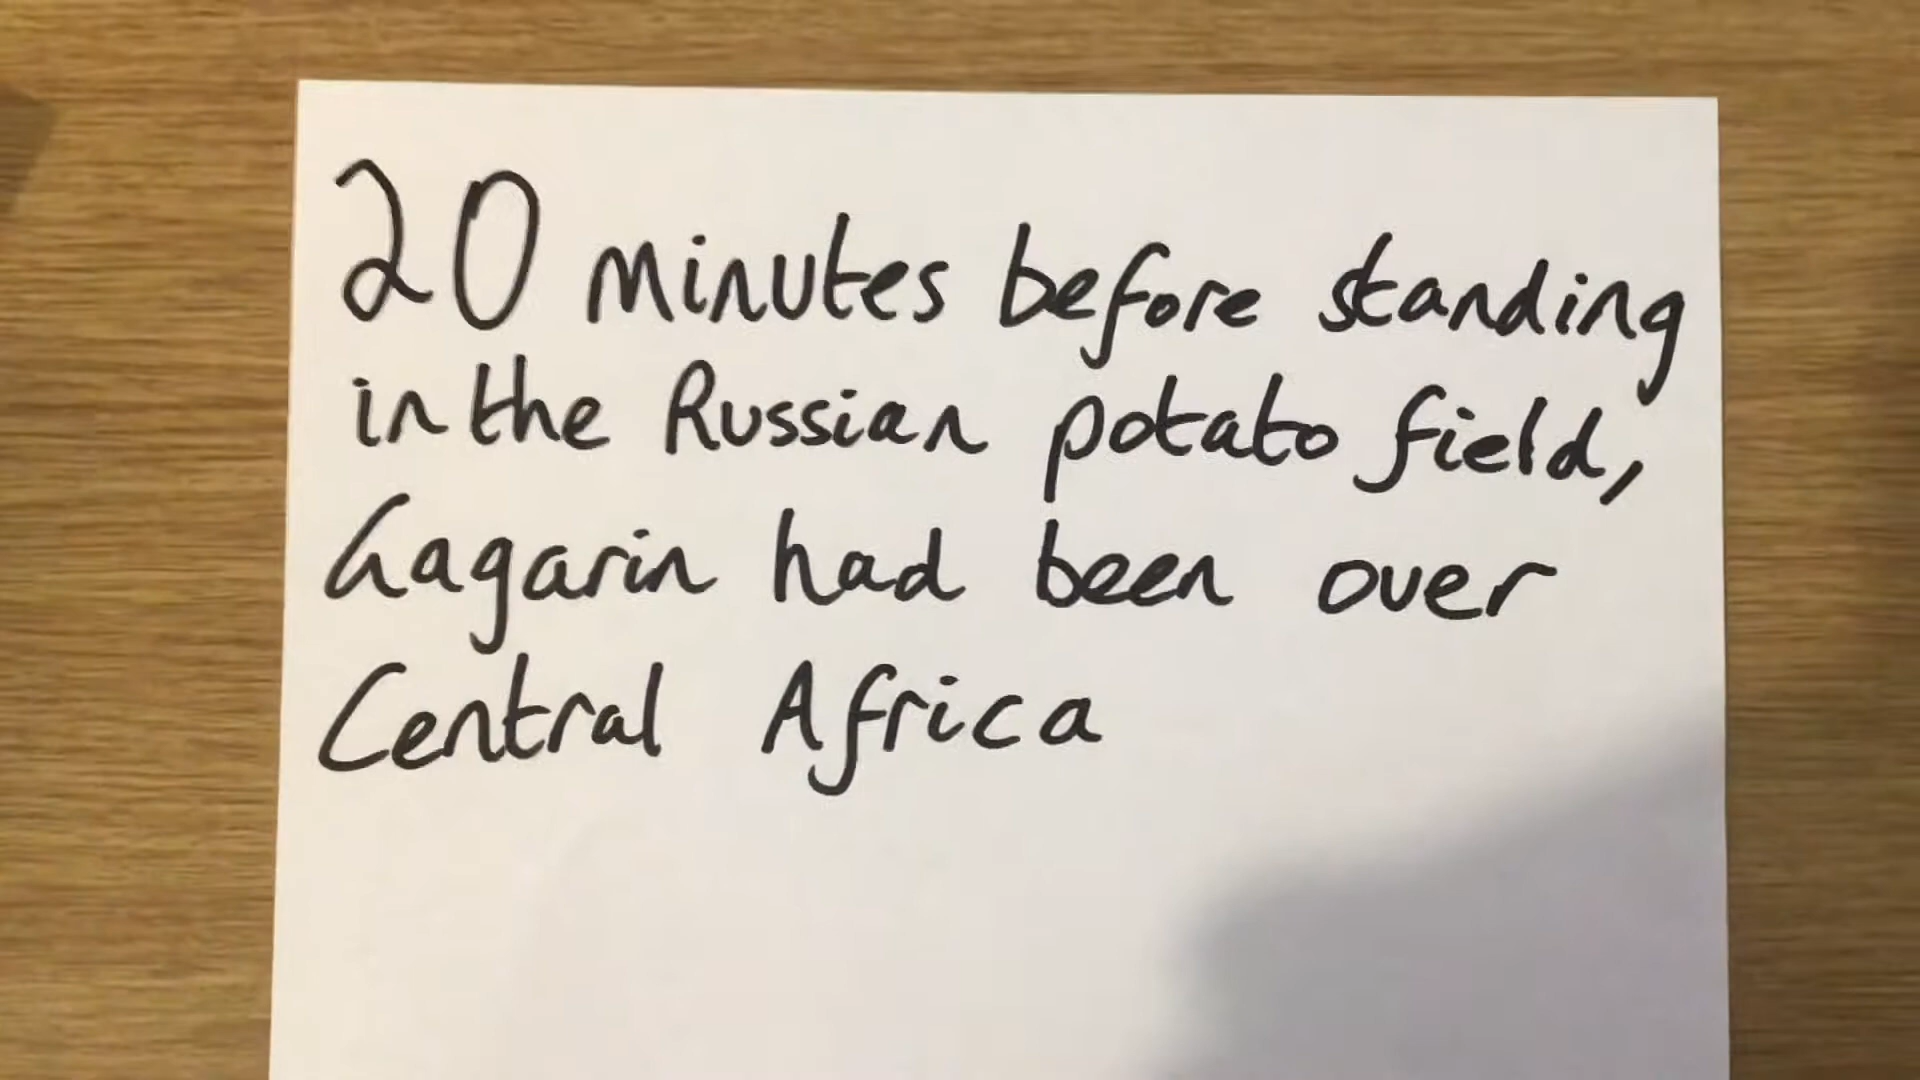 20 minutes before standing
in the Russian potato field,
Gagarin had been over
Central Africa